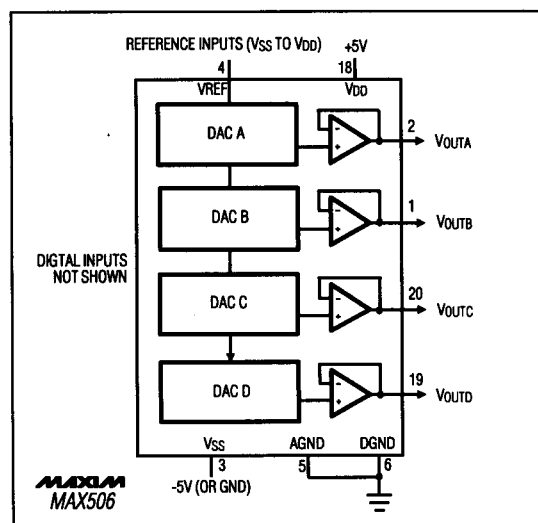 REFERENCE INPUTS (VSS TO VDD)
+5V
4
18
VREF
VDD
DAC A
2
VOUTA
DAC B
1
VOUTB
DIGTAL INPUTS
NOT SHOWN
DAC C
20
VOUTC
DAC D
19
VOUTD
VSS
AGND
DGND
3
5
6
-5V (OR GND)
MAXIM
MAX506